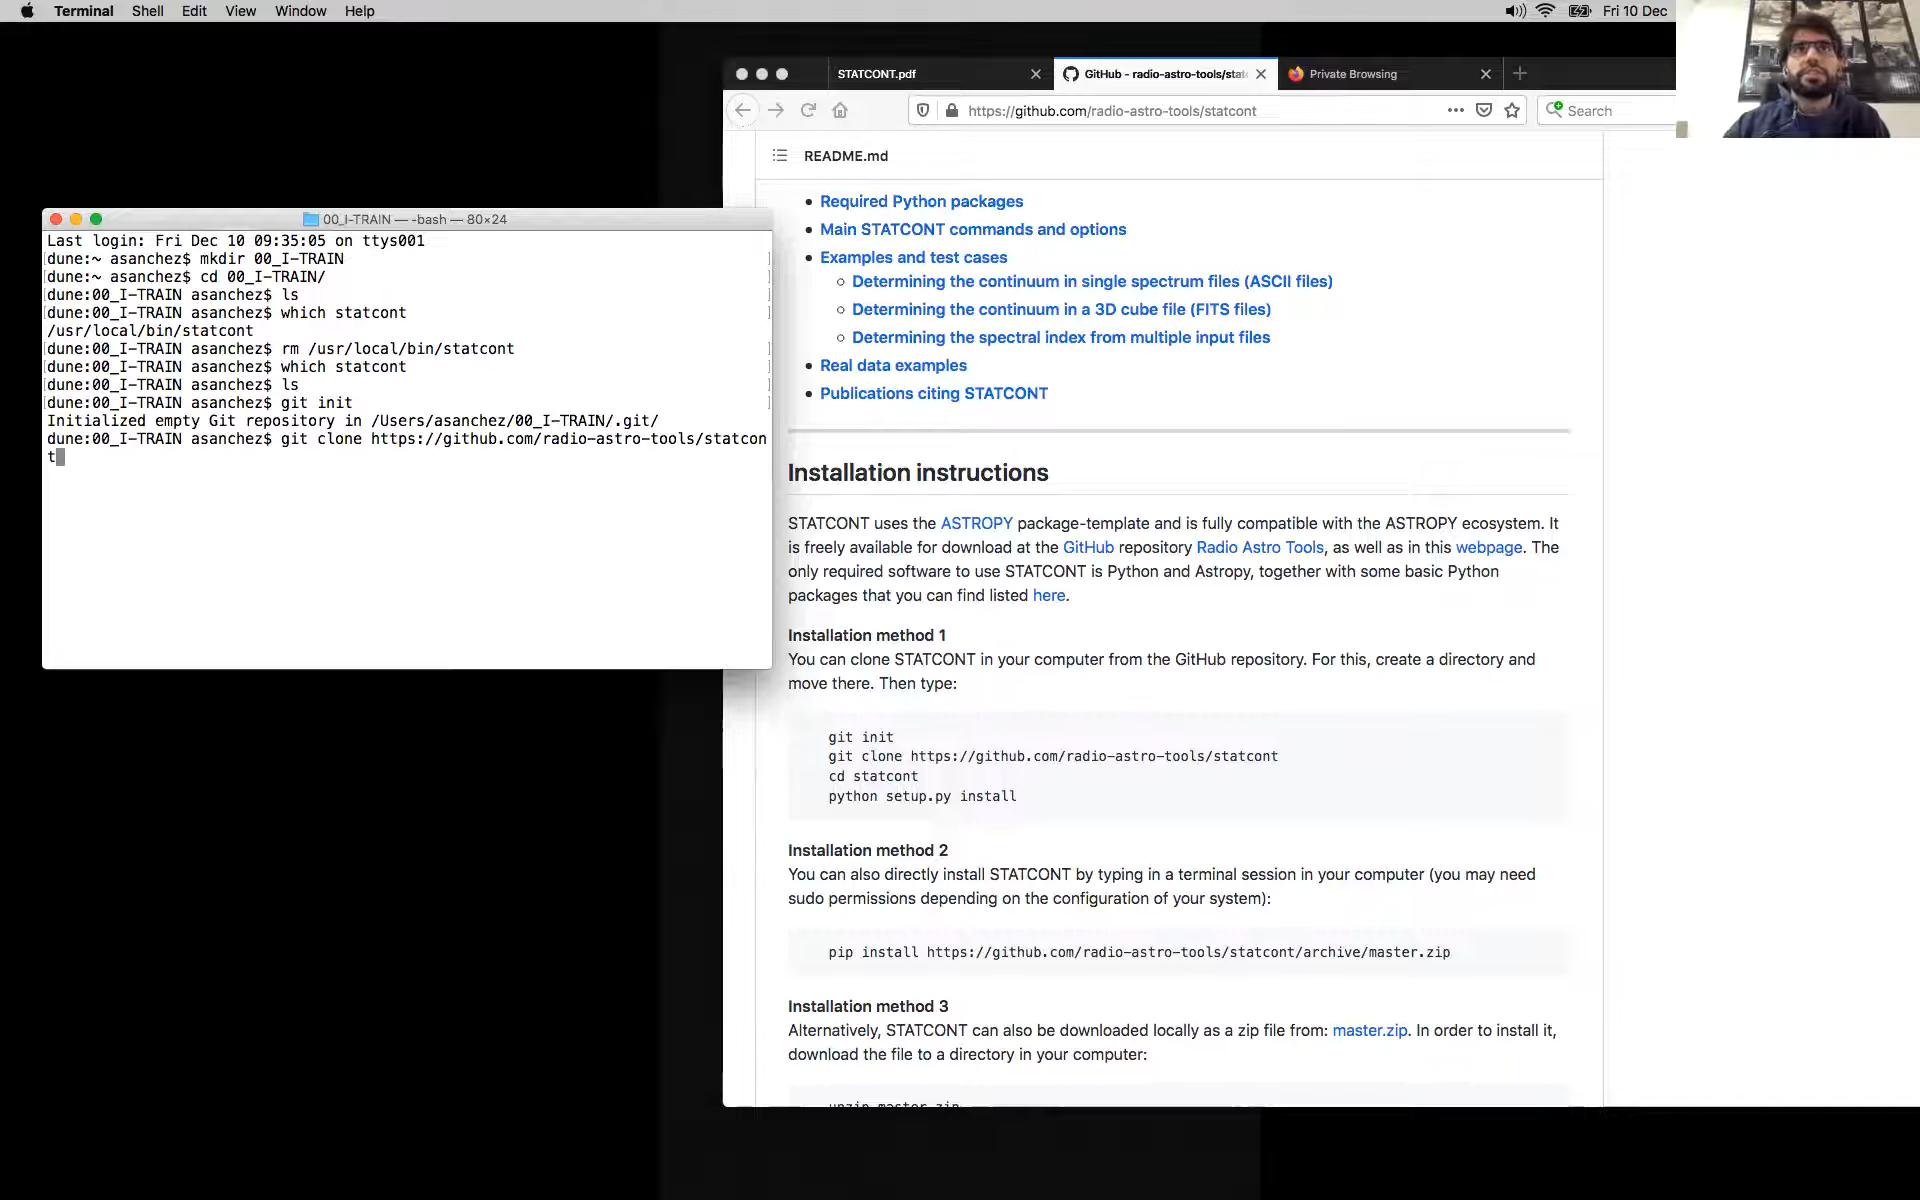 Terminal Shell Edit View Window Help
Fri 10 Dec
STATCONT.pdf
GitHub - radio-astro-tools/stat
Private Browsing
https://github.com/radio-astro-tools/statcont
Search
README.md
Required Python packages
Main STATCONT commands and options
Examples and test cases
Determining the continuum in single spectrum files (ASCII files)
Determining the continuum in a 3D cube file (FITS files)
Determining the spectral index from multiple input files
Real data examples
Publications citing STATCONT
00_I-TRAIN — -bash — 80×24
Last login: Fri Dec 10 09:35:05 on ttys001
[dune:~ asanchez$ mkdir 00_I-TRAIN ]
[dune:~ asanchez$ cd 00_I-TRAIN/ ]
[dune:00_I-TRAIN asanchez$ ls ]
[dune:00_I-TRAIN asanchez$ which statcont ]
/usr/local/bin/statcont
[dune:00_I-TRAIN asanchez$ rm /usr/local/bin/statcont ]
[dune:00_I-TRAIN asanchez$ which statcont ]
[dune:00_I-TRAIN asanchez$ ls ]
[dune:00_I-TRAIN asanchez$ git init ]
Initialized empty Git repository in /Users/asanchez/00_I-TRAIN/.git/
dune:00_I-TRAIN asanchez$ git clone https://github.com/radio-astro-tools/statcon
t
Installation instructions
STATCONT uses the ASTROPY package-template and is fully compatible with the ASTROPY ecosystem. It
is freely available for download at the GitHub repository Radio Astro Tools, as well as in this webpage. The
only required software to use STATCONT is Python and Astropy, together with some basic Python
packages that you can find listed here.
Installation method 1
You can clone STATCONT in your computer from the GitHub repository. For this, create a directory and
move there. Then type:
git init
git clone https://github.com/radio-astro-tools/statcont
cd statcont
python setup.py install
Installation method 2
You can also directly install STATCONT by typing in a terminal session in your computer (you may need
sudo permissions depending on the configuration of your system):
pip install https://github.com/radio-astro-tools/statcont/archive/master.zip
Installation method 3
Alternatively, STATCONT can also be downloaded locally as a zip file from: master.zip. In order to install it,
download the file to a directory in your computer:
unzip master.zip